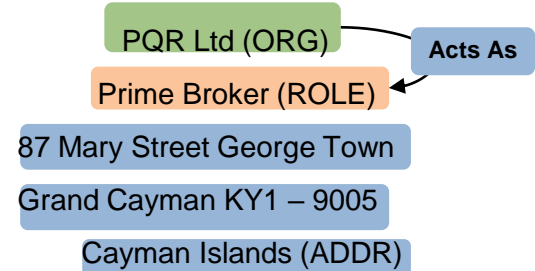 PQR Ltd (ORG)
Acts As
Prime Broker (ROLE)
87 Mary Street George Town
Grand Cayman KY1 – 9005
Cayman Islands (ADDR)